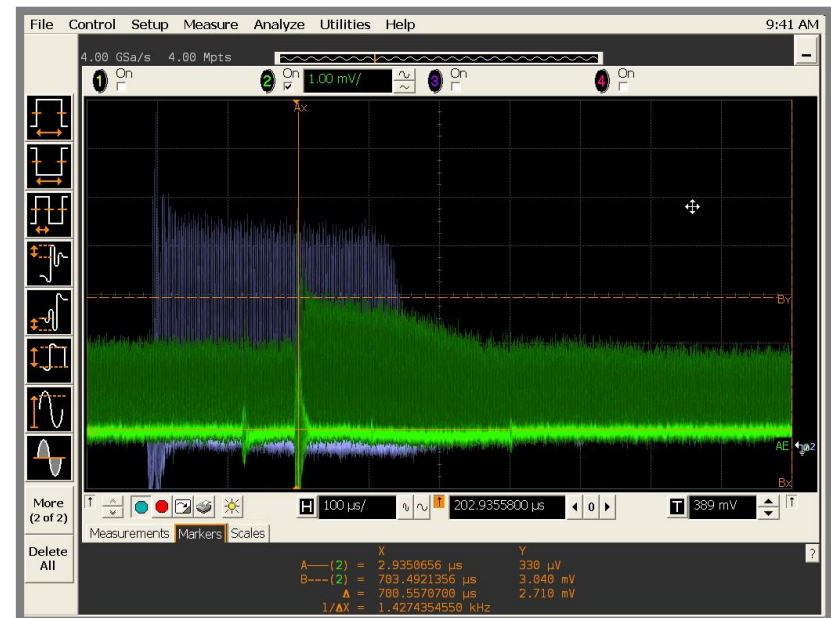 File Control Setup Measure Analyze Utilities Help 9:41 AM
4.00 GSa/s 4.00 Mpts
1 On 2 On 1.00 mV/ 3 On 4 On
Ax
By
AE
2
Bx
More
(2 of 2)
Delete
All
H 100 µs/ 202.9355800 µs 0 T 389 mV
Measurements Markers Scales
?
X Y
A——(2) = 2.9350656 µs 330 µV
B---(2) = 703.4921356 µs 3.040 mV
Δ = 700.5570700 µs 2.710 mV
1/ΔX = 1.4274354550 kHz